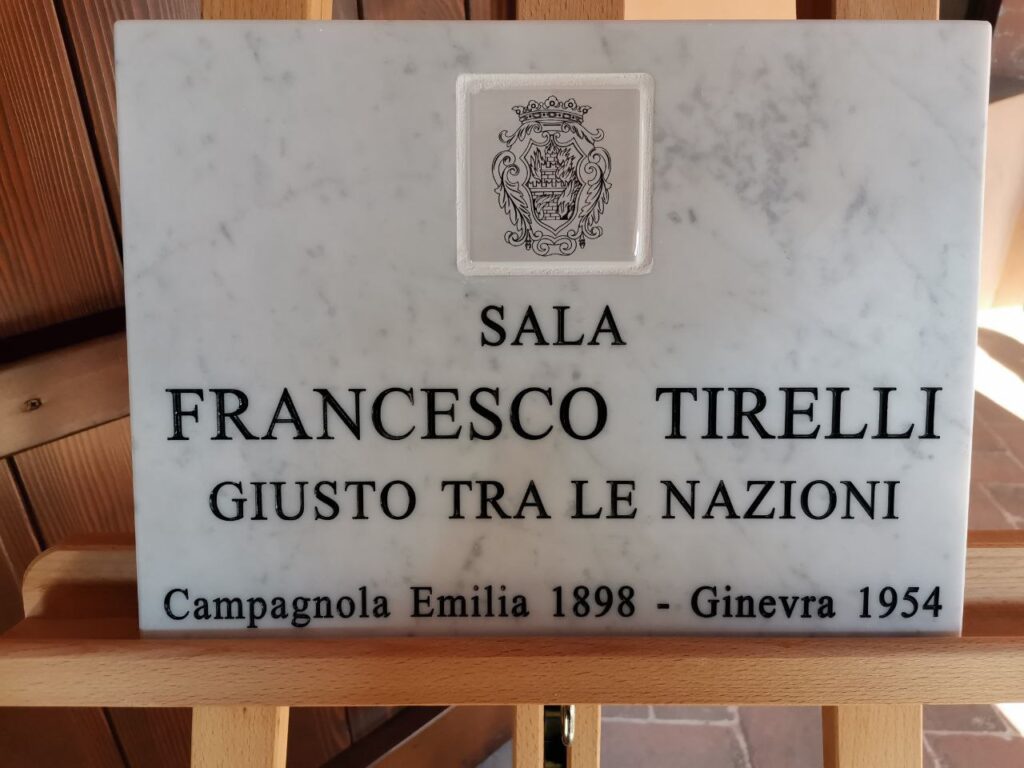 SALA
FRANCESCO TIRELLI
GIUSTO TRA LE NAZIONI
Campagnola Emilia 1898 - Ginevra 1954